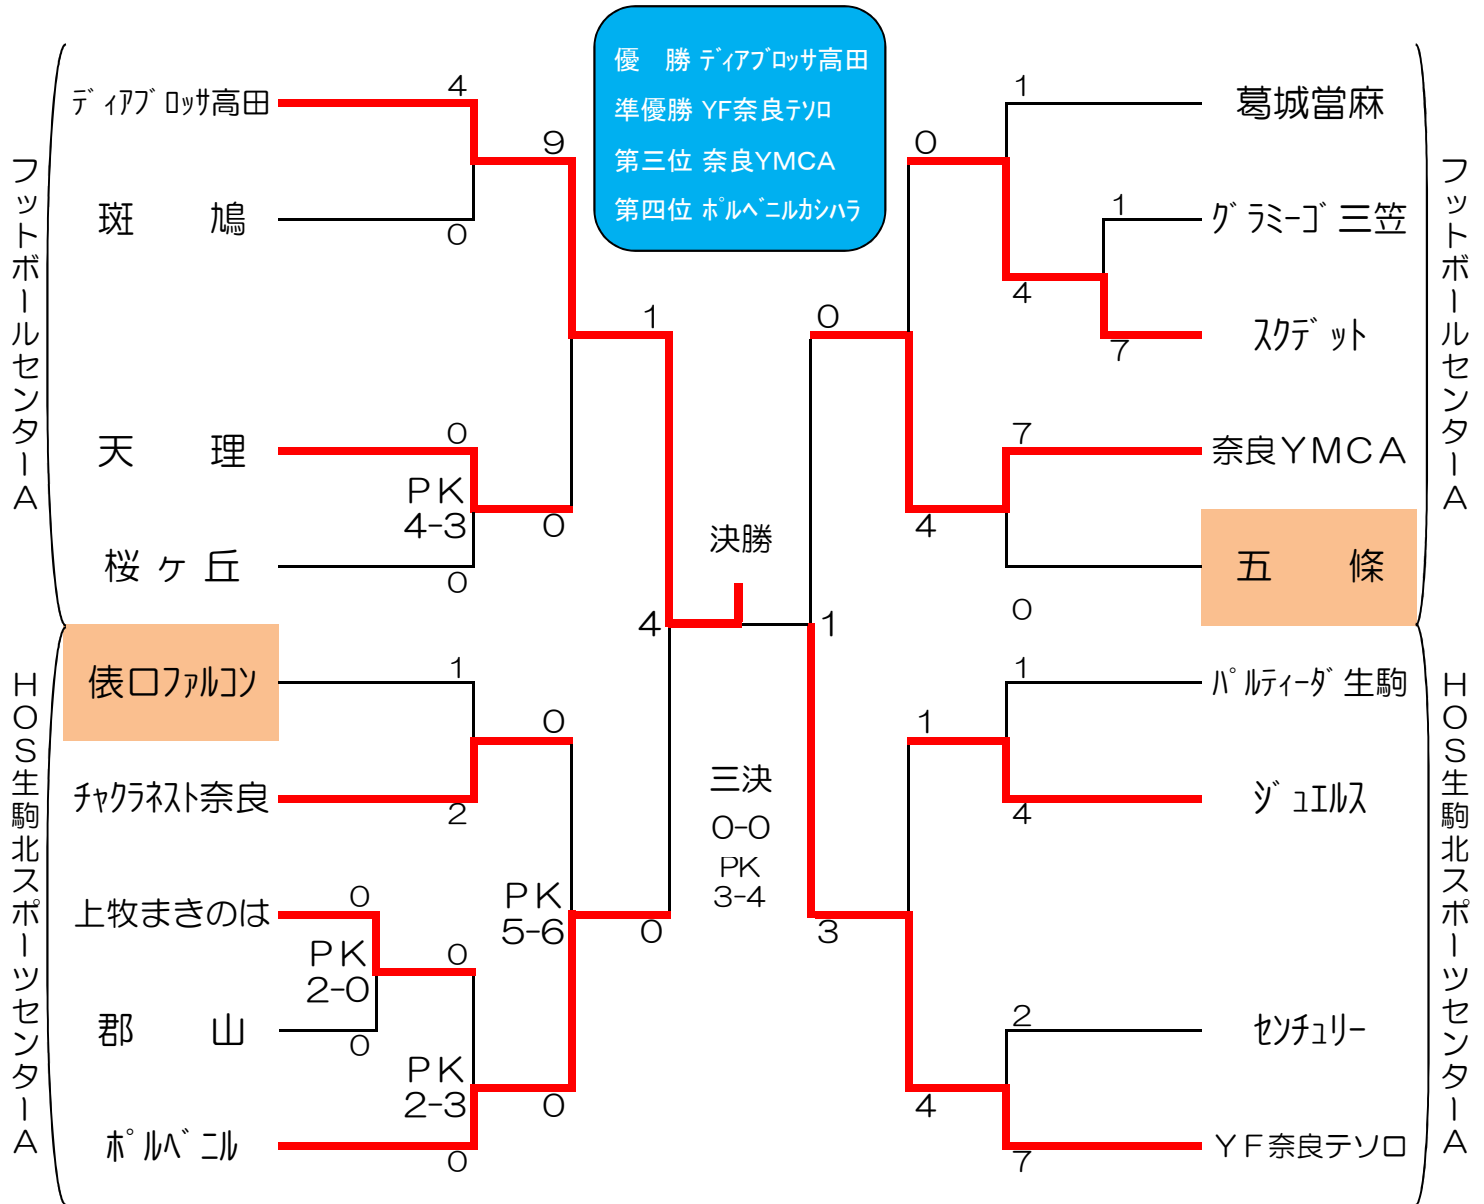 優　勝 ディアブロッサ高田
準優勝 YF奈良テソロ
第三位 奈良YMCA
第四位 ポルベニルカシハラ
フットボールセンターA
ディアブロッサ高田
4
9
斑　鳩
0
1
天　理
0
PK
4-3
0
桜ヶ丘
0
HOS生駒北スポーツセンターA
俵口ファルコン
1
0
チャクラネスト奈良
2
上牧まきのは
0
PK
2-0
0
PK
5-6
0
郡　山
0
PK
2-3
0
ポルベニル
0
決勝
4
1
三決
0-0
PK
3-4
フットボールセンターA
1
葛城當麻
0
1
グラミーゴ三笠
4
0
7
スクデット
7
奈良YMCA
4
五　條
0
HOS生駒北スポーツセンターA
1
パルティーダ生駒
1
4
ジュエルス
3
2
センチュリー
4
7
YF奈良テソロ